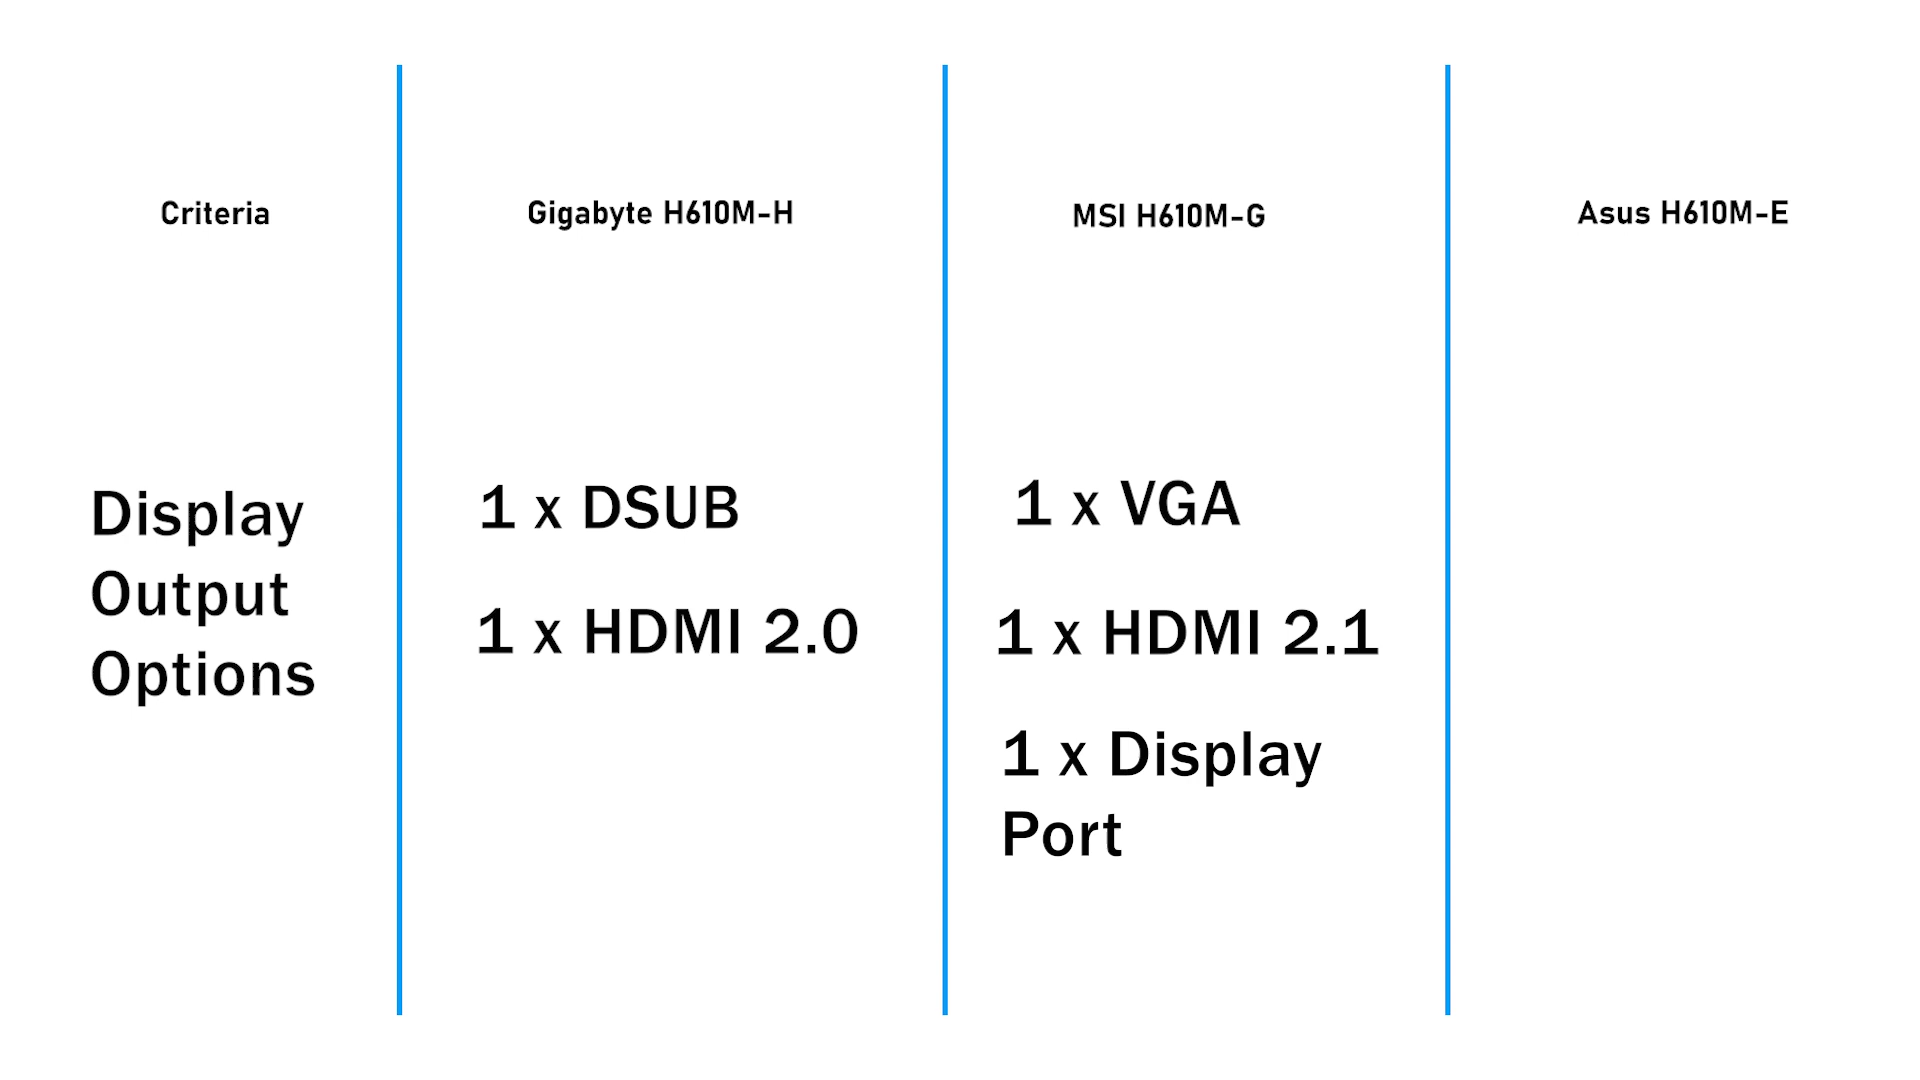 Criteria
Gigabyte H610M-H
MSI H610M-G
Asus H610M-E
Display
Output
Options
1 x DSUB
1 x HDMI 2.0
1 x VGA
1 x HDMI 2.1
1 x Display
Port